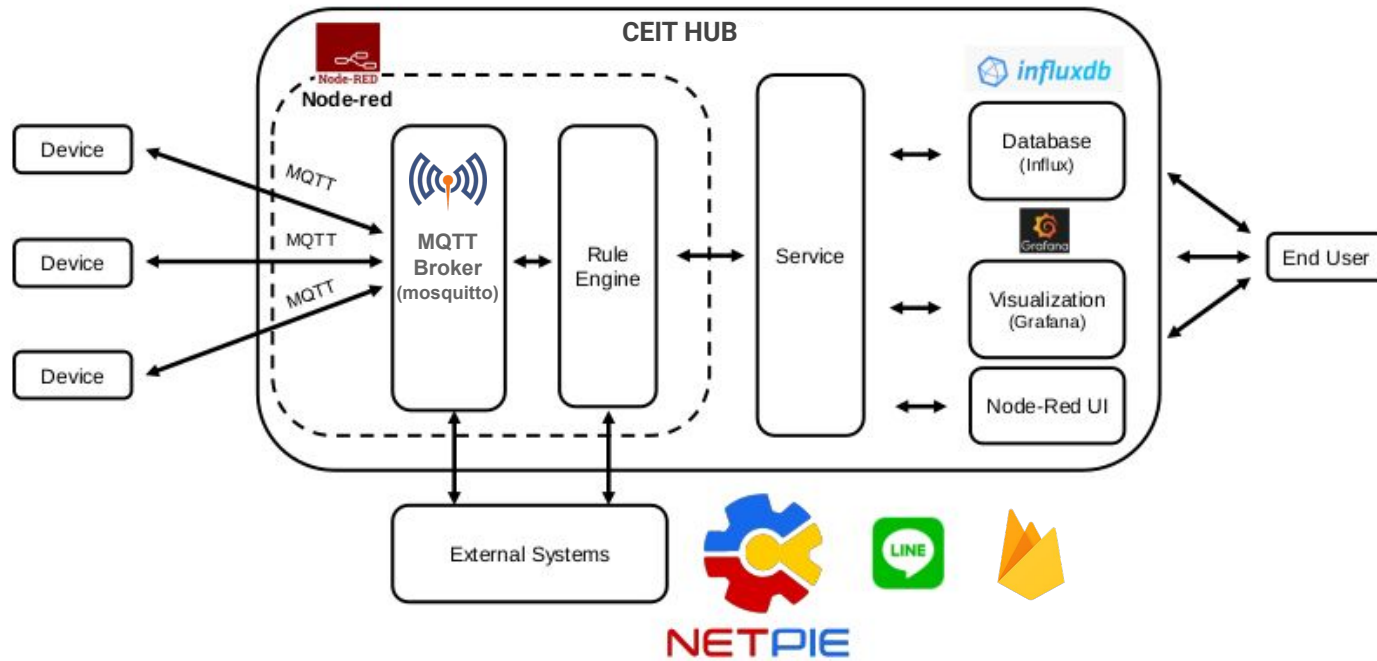 CEIT HUB
Node-RED
Node-red
influxdb
Device
Device
Device
MQTT
MQTT
MQTT
MQTT
Broker
(mosquitto)
Rule
Engine
Service
Database
(Influx)
Grafana
Visualization
(Grafana)
Node-Red UI
End User
External Systems
NETPIE
LINE